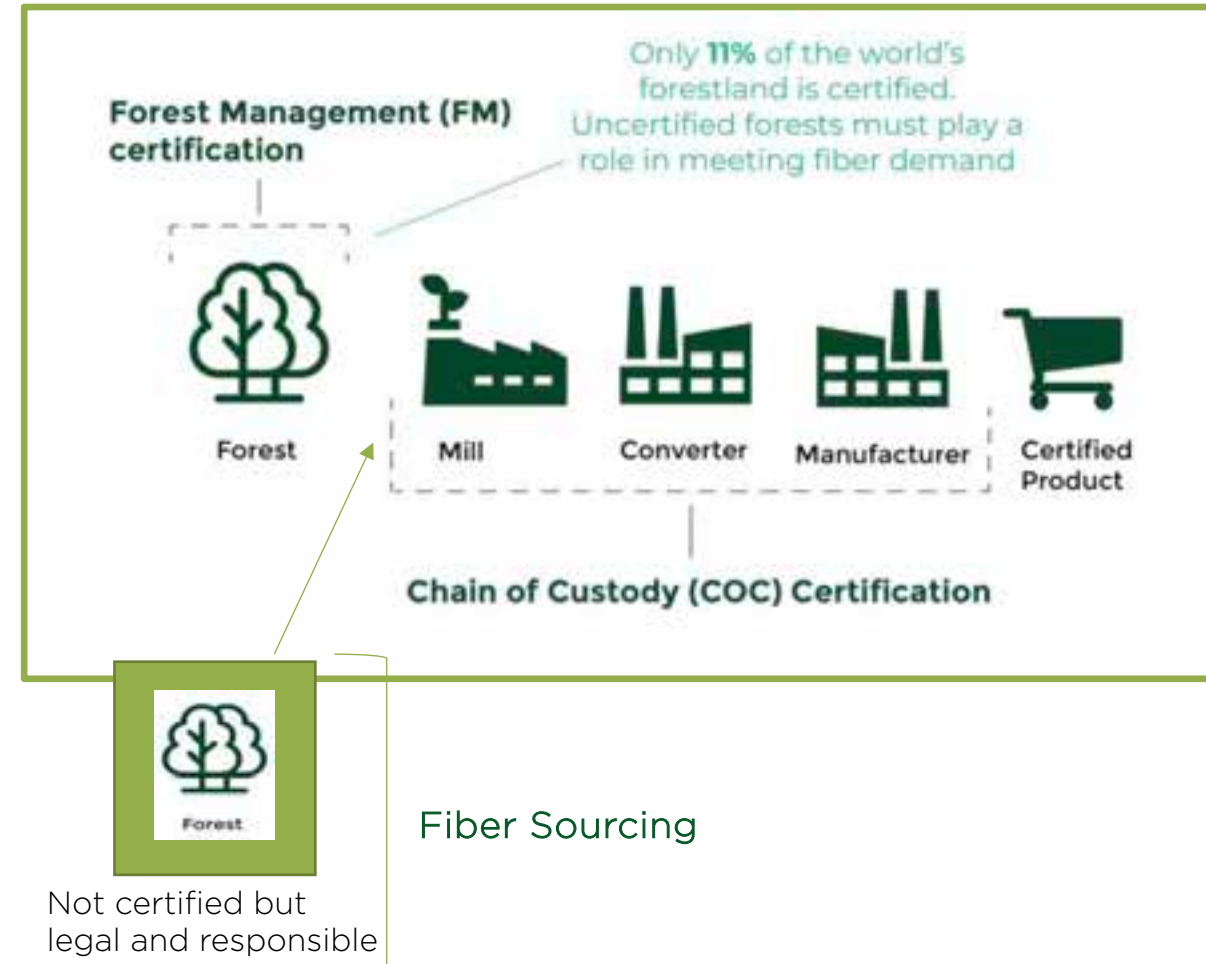 Only 11% of the world's
forestland is certified.
Uncertified forests must play a
role in meeting fiber demand
Forest Management (FM)
certification
Forest
Mill
Converter
Manufacturer
Certified
Product
Chain of Custody (COC) Certification
Forest
Fiber Sourcing
Not certified but
legal and responsible